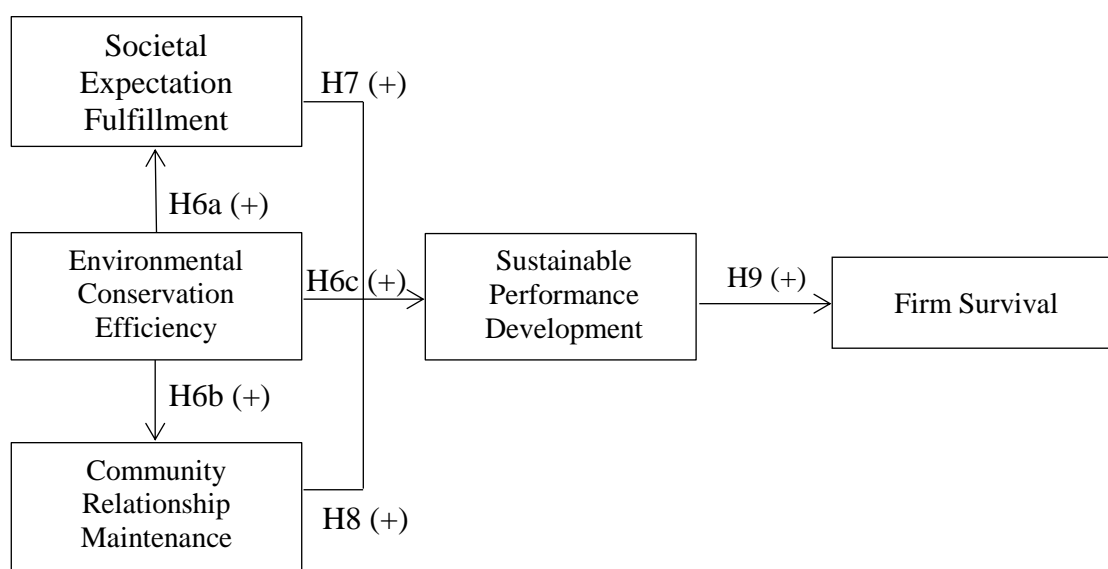 Societal
Expectation
Fulfillment
H7 (+)
H6a (+)
Environmental
Conservation
Efficiency
H6c (+)
Sustainable
Performance
Development
H9 (+)
Firm Survival
H6b (+)
Community
Relationship
Maintenance
H8 (+)